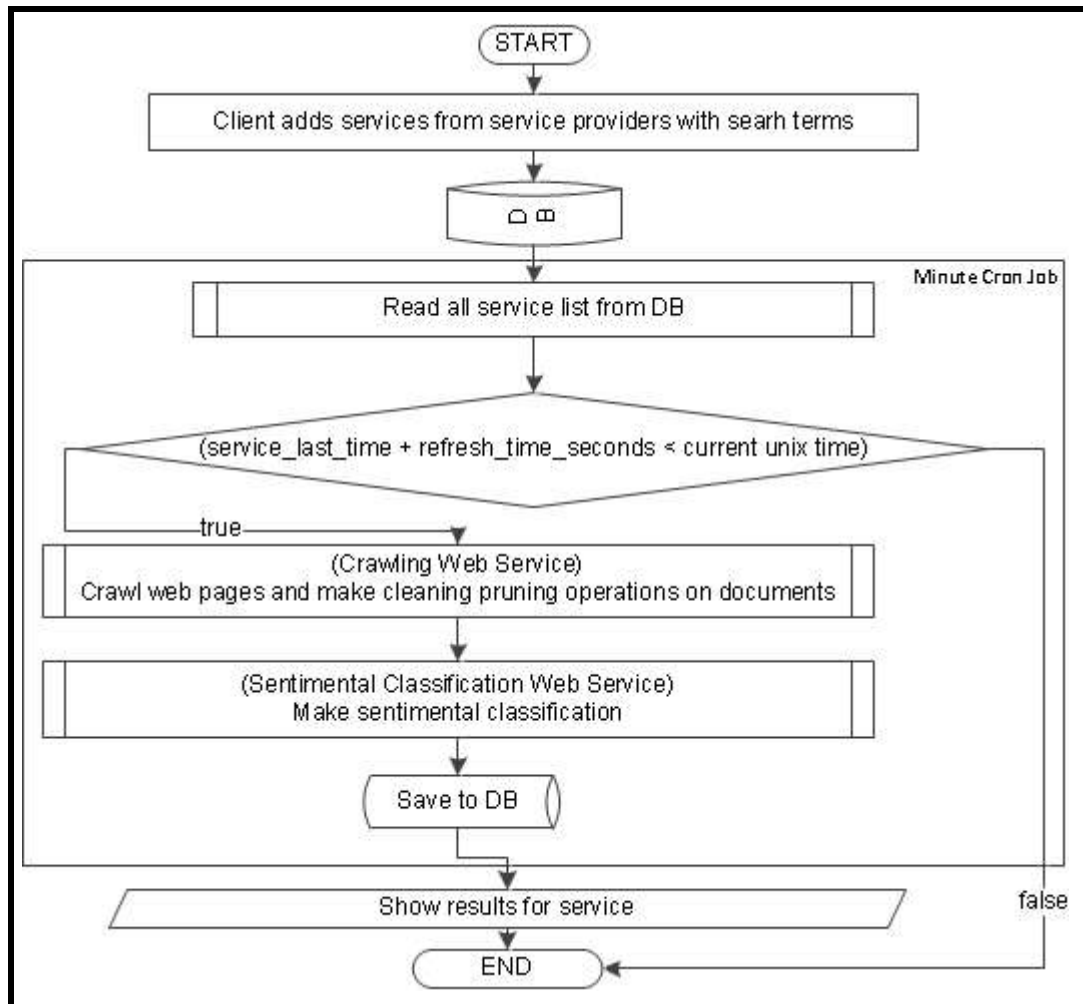 START
Client adds services from service providers with searh terms
DB
Minute Cron Job
Read all service list from DB
(service_last_time + refresh_time_seconds < current unix time)
true
(Crawling Web Service)
Crawl web pages and make cleaning pruning operations on documents
(Sentimental Classification Web Service)
Make sentimental classification
Save to DB
Show results for service
false
END